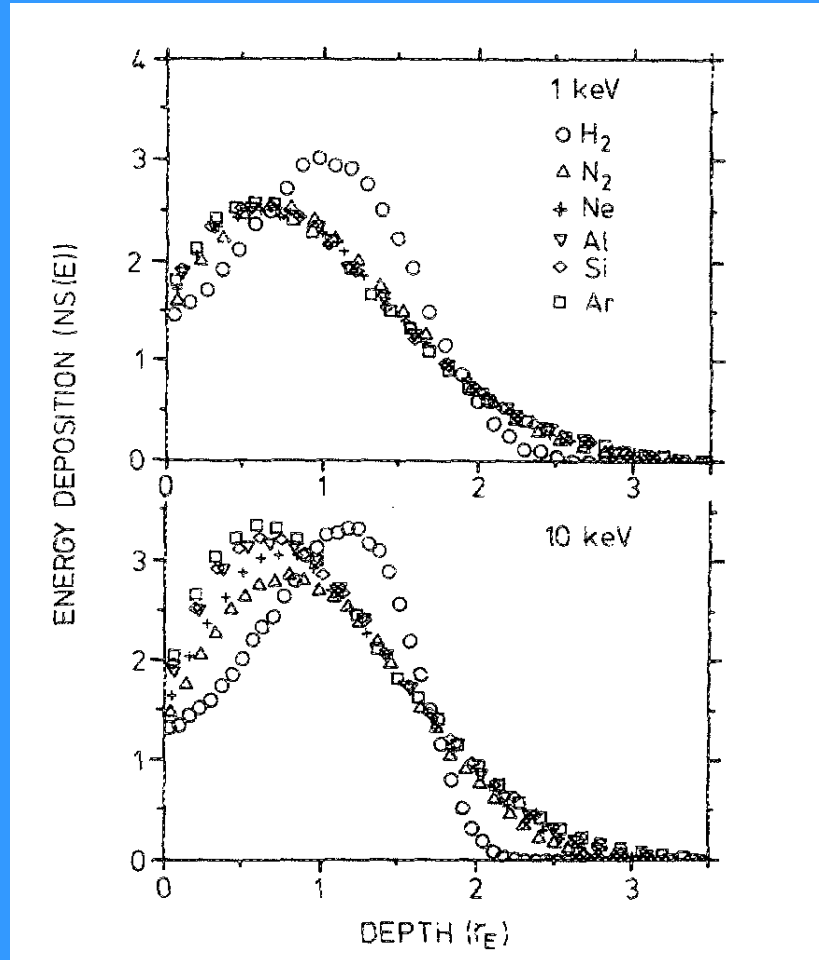 4
3
2
1
0
0 1 2 3
1 keV
○ H₂
△ N₂
+ Ne
▽ Al
◇ Si
□ Ar
ENERGY DEPOSITION (NS(E))
3
2
1
0
0 1 2 3
10 keV
DEPTH (r_E)